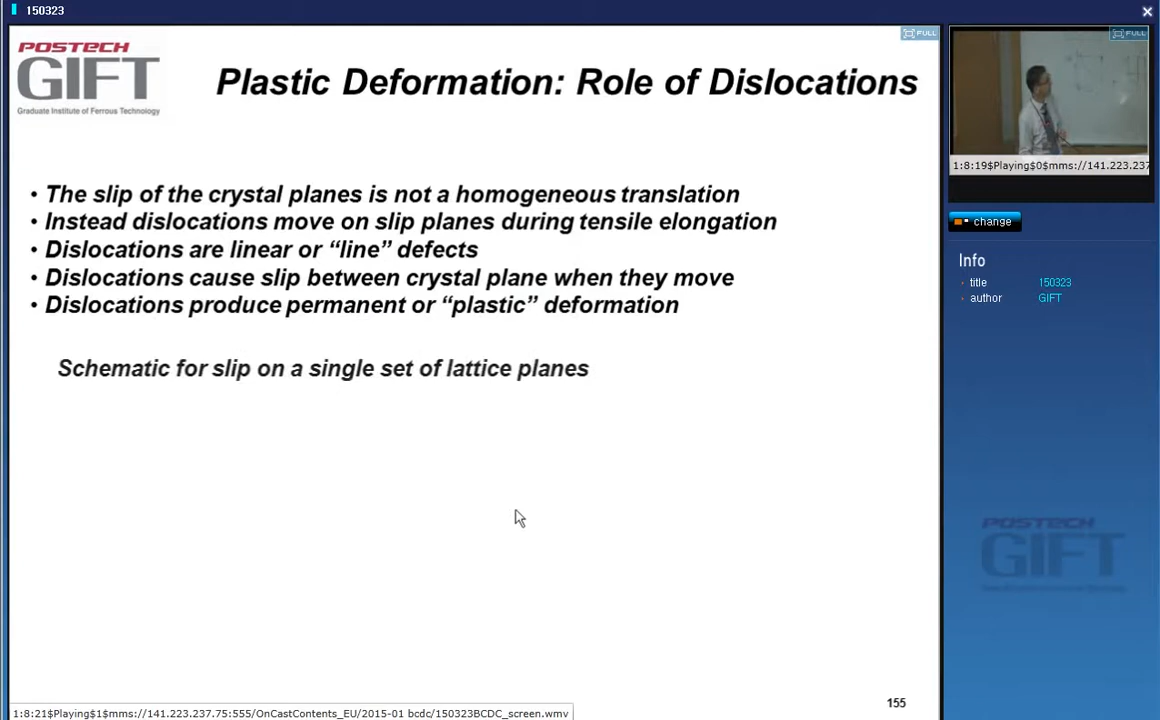 150323
POSTECH
GIFT
Graduate Institute of Ferrous Technology
FULL
Plastic Deformation: Role of Dislocations
• The slip of the crystal planes is not a homogeneous translation
• Instead dislocations move on slip planes during tensile elongation
• Dislocations are linear or “line” defects
• Dislocations cause slip between crystal plane when they move
• Dislocations produce permanent or “plastic” deformation
Schematic for slip on a single set of lattice planes
155
1:8:21$Playing$1$mms://141.223.237.75:555/OnCastContents_EU/2015-01 bcdc/150323BCDC_screen.wmv
FULL
1:8:19$Playing$0$mms://141.223.237
change
Info
title 150323
author GIFT
POSTECH
GIFT